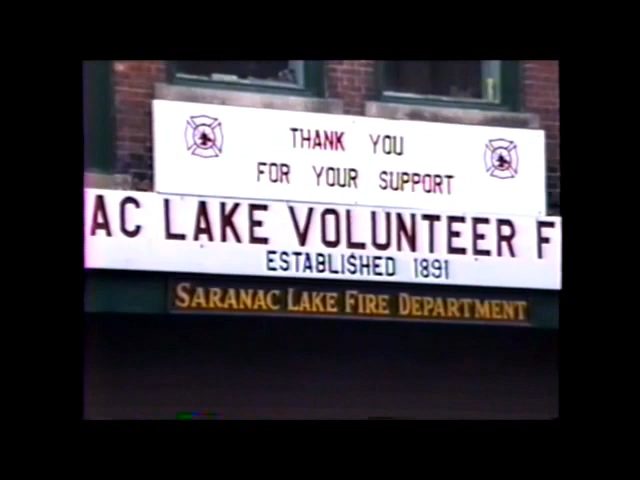 THANK YOU
FOR YOUR SUPPORT
AC LAKE VOLUNTEER F
ESTABLISHED 1891
SARANAC LAKE FIRE DEPARTMENT